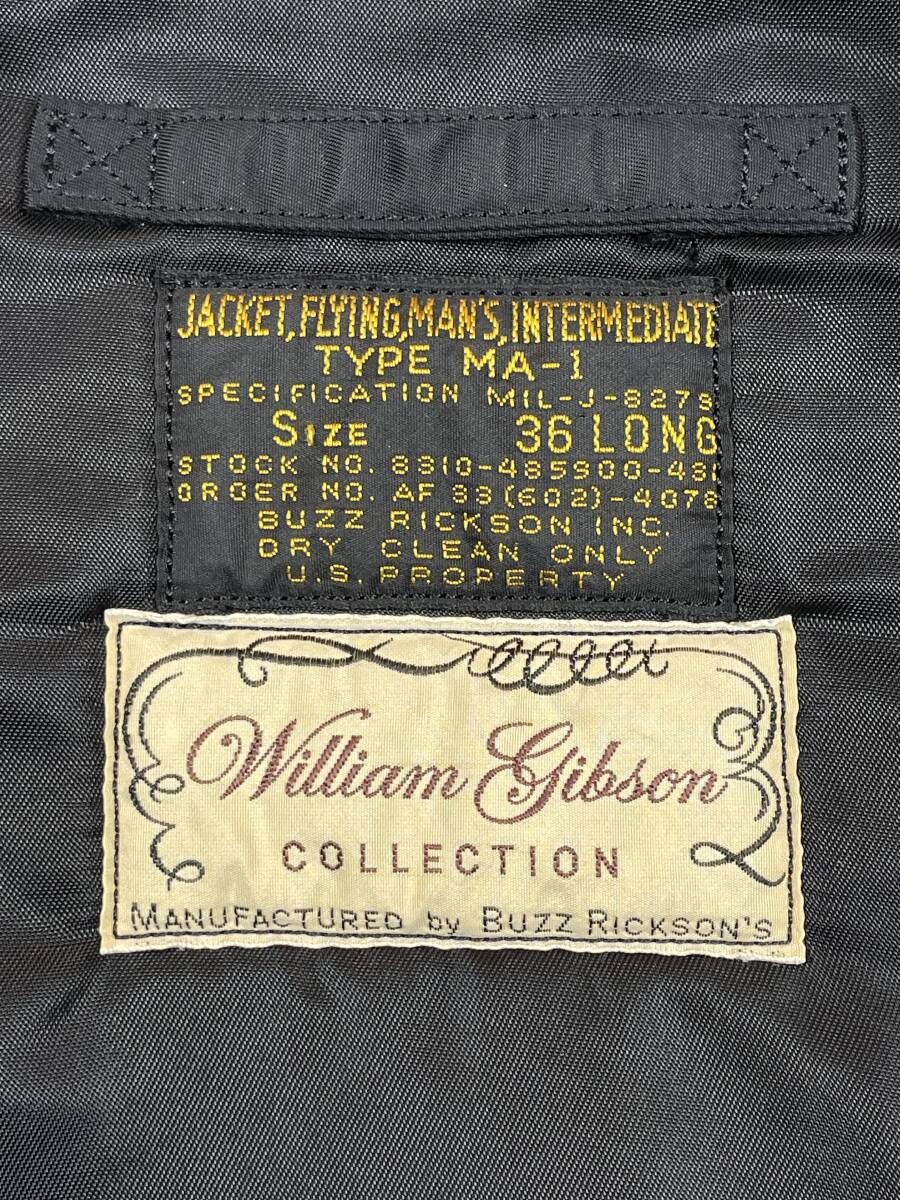 JACKET, FLYING, MAN'S, INTERMEDIATE
TYPE MA-1
SPECIFICATION MIL-J-8279
SIZE 36 LONG
STOCK NO. 8310-485900-430
ORDER NO. AF 33(602)-4078
BUZZ RICKSON INC.
DRY CLEAN ONLY
U.S. PROPERTY
William Gibson
COLLECTION
MANUFACTURED by BUZZ RICKSON'S